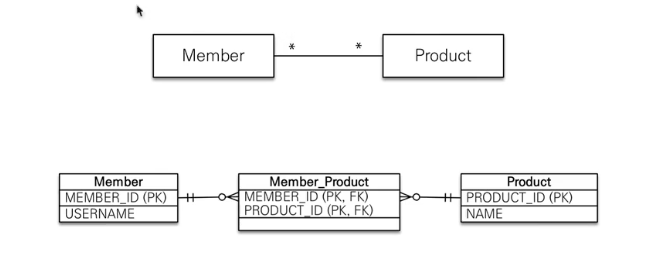 Member * * Product
Member
MEMBER_ID (PK)
USERNAME
Member_Product
MEMBER_ID (PK, FK)
PRODUCT_ID (PK, FK)
Product
PRODUCT_ID (PK)
NAME